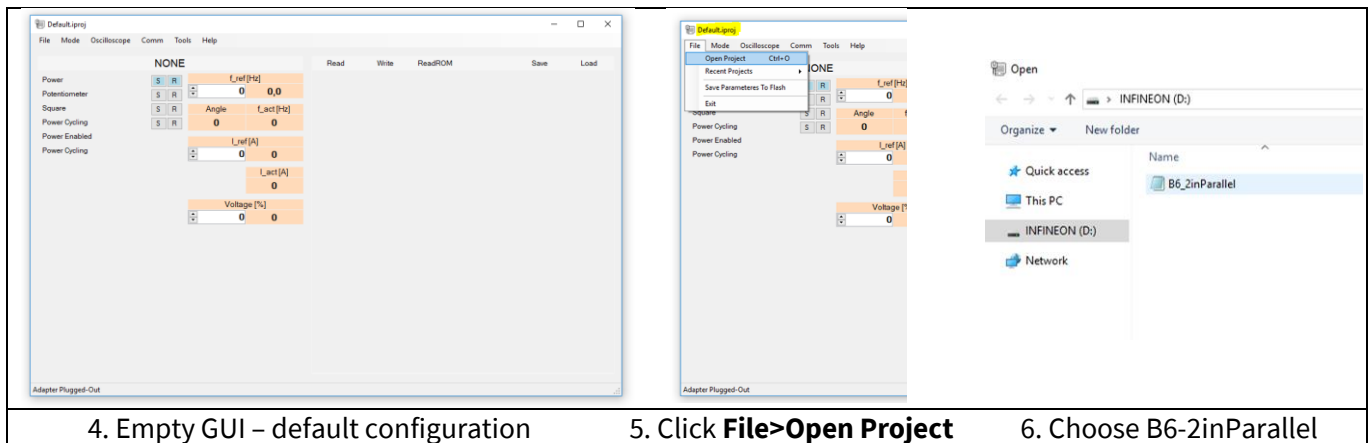 Default.iproj
File Mode Oscilloscope Comm Tools Help
NONE
Read Write ReadROM Save Load
Power S R f_ref [Hz]
Potentiometer S R 0 0,0
Square S R Angle f_act [Hz]
Power Cycling S R 0 0
Power Enabled I_ref [A]
Power Cycling 0 0
I_act [A]
0
Voltage [%]
0 0
Adapter Plugged-Out
4. Empty GUI – default configuration
Default.iproj
File Mode Oscilloscope Comm Tools Help
Open Project Ctrl+O
Recent Projects
Save Parameteres To Flash
Exit
R f_ref [Hz
R 0
Power Cycling S R Angle
0
Power Enabled I_ref [A]
Power Cycling 0
Voltage [%
0
Adapter Plugged-Out
5. Click File>Open Project
Open
INFINEON (D:)
Organize New folder
Name
Quick access
B6_2inParallel
This PC
INFINEON (D:)
Network
6. Choose B6-2inParallel